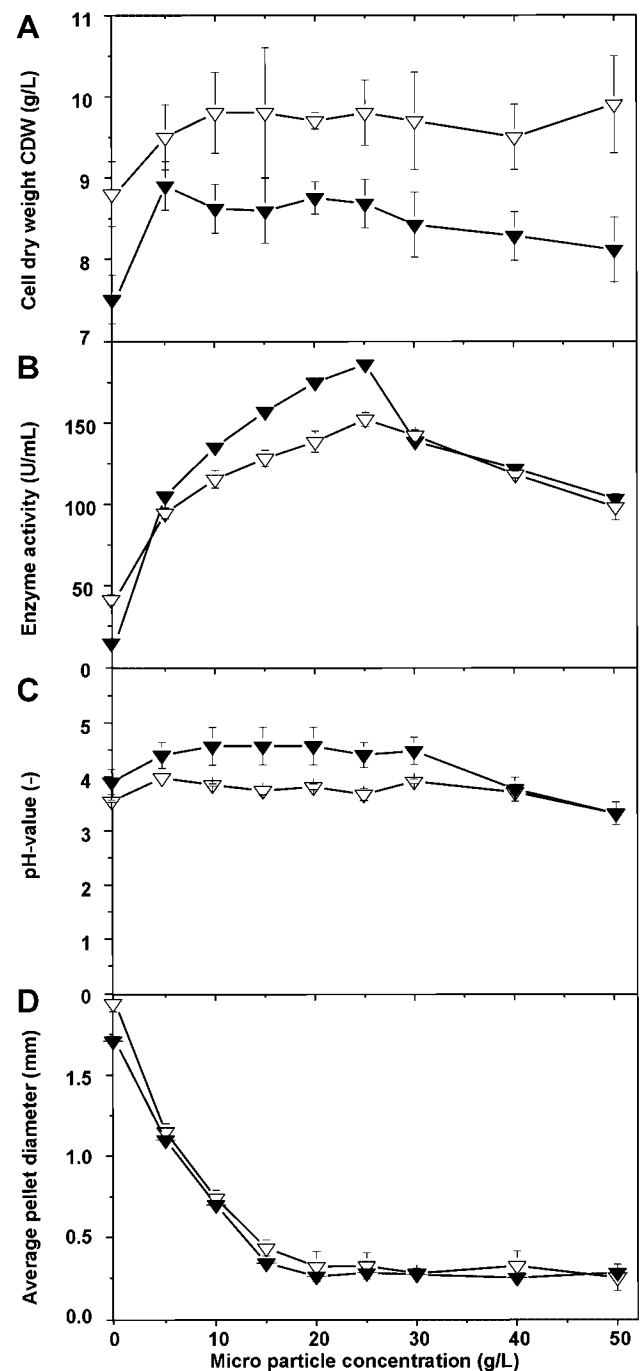 A
Cell dry weight CDW (g/L)
11
10
9
8
7
B
Enzyme activity (U/mL)
150
100
50
0
C
pH-value (-)
5
4
3
2
1
0
D
Average pellet diameter (mm)
1.5
1.0
0.5
0.0
0 10 20 30 40 50
Micro particle concentration (g/L)